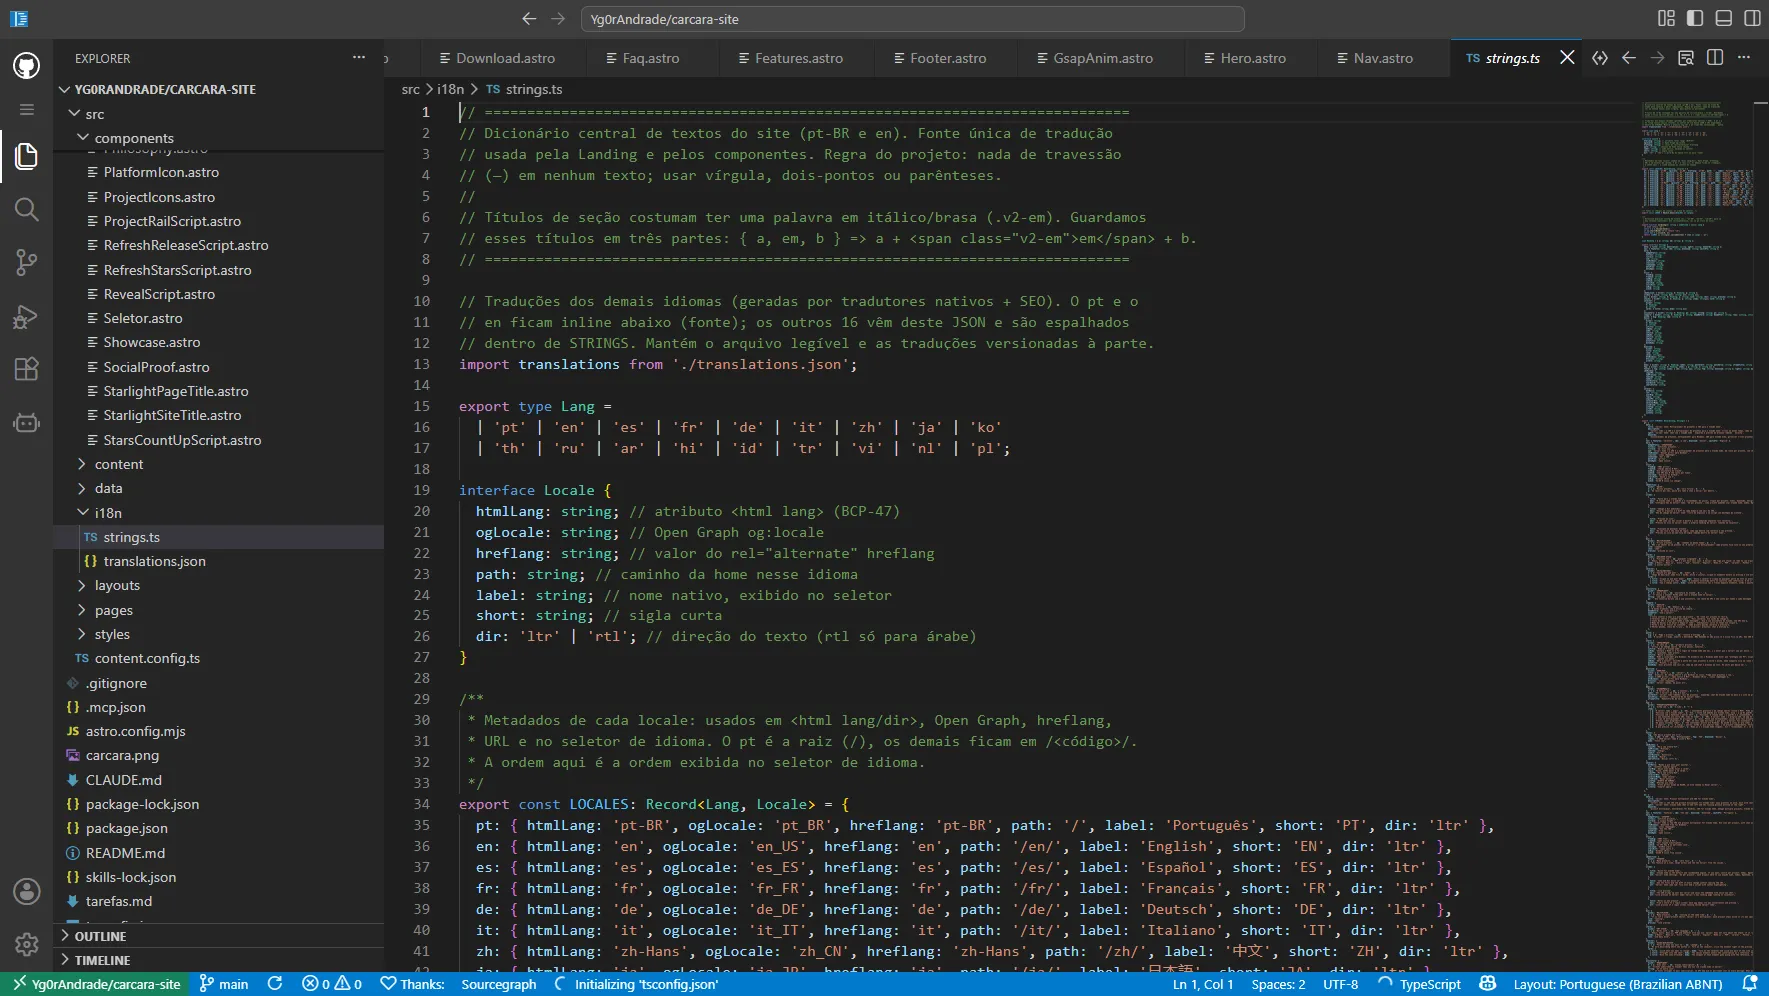 Yg0rAndrade/carcara-site
EXPLORER
Download.astro
Faq.astro
Features.astro
Footer.astro
GsapAnim.astro
Hero.astro
Nav.astro
TS strings.ts
YG0RANDRADE/CARCARA-SITE
src
components
PlatformIcon.astro
ProjectIcons.astro
ProjectRailScript.astro
RefreshReleaseScript.astro
RefreshStarsScript.astro
RevealScript.astro
Seletor.astro
Showcase.astro
SocialProof.astro
StarlightPageTitle.astro
StarlightSiteTitle.astro
StarsCountUpScript.astro
content
data
i18n
TS strings.ts
{} translations.json
layouts
pages
styles
TS content.config.ts
.gitignore
{} .mcp.json
JS astro.config.mjs
carcara.png
CLAUDE.md
{} package-lock.json
{} package.json
README.md
{} skills-lock.json
tarefas.md
OUTLINE
TIMELINE
src > i18n > TS strings.ts
1 // ============================================================================
2 // Dicionário central de textos do site (pt-BR e en). Fonte única de tradução
3 // usada pela Landing e pelos componentes. Regra do projeto: nada de travessão
4 // (—) em nenhum texto; usar vírgula, dois-pontos ou parênteses.
5 //
6 // Títulos de seção costumam ter uma palavra em itálico/brasa (.v2-em). Guardamos
7 // esses títulos em três partes: { a, em, b } => a + <span class="v2-em">em</span> + b.
8 // ============================================================================
9
10 // Traduções dos demais idiomas (geradas por tradutores nativos + SEO). O pt e o
11 // en ficam inline abaixo (fonte); os outros 16 vêm deste JSON e são espalhados
12 // dentro de STRINGS. Mantém o arquivo legível e as traduções versionadas à parte.
13 import translations from './translations.json';
14
15 export type Lang =
16 | 'pt' | 'en' | 'es' | 'fr' | 'de' | 'it' | 'zh' | 'ja' | 'ko'
17 | 'th' | 'ru' | 'ar' | 'hi' | 'id' | 'tr' | 'vi' | 'nl' | 'pl';
18
19 interface Locale {
20 htmlLang: string; // atributo <html lang> (BCP-47)
21 ogLocale: string; // Open Graph og:locale
22 hreflang: string; // valor do rel="alternate" hreflang
23 path: string; // caminho da home nesse idioma
24 label: string; // nome nativo, exibido no seletor
25 short: string; // sigla curta
26 dir: 'ltr' | 'rtl'; // direção do texto (rtl só para árabe)
27 }
28
29 /**
30 * Metadados de cada locale: usados em <html lang/dir>, Open Graph, hreflang,
31 * URL e no seletor de idioma. O pt é a raiz (/), os demais ficam em /<código>/.
32 * A ordem aqui é a ordem exibida no seletor de idioma.
33 */
34 export const LOCALES: Record<Lang, Locale> = {
35 pt: { htmlLang: 'pt-BR', ogLocale: 'pt_BR', hreflang: 'pt-BR', path: '/', label: 'Português', short: 'PT', dir: 'ltr' },
36 en: { htmlLang: 'en', ogLocale: 'en_US', hreflang: 'en', path: '/en/', label: 'English', short: 'EN', dir: 'ltr' },
37 es: { htmlLang: 'es', ogLocale: 'es_ES', hreflang: 'es', path: '/es/', label: 'Español', short: 'ES', dir: 'ltr' },
38 fr: { htmlLang: 'fr', ogLocale: 'fr_FR', hreflang: 'fr', path: '/fr/', label: 'Français', short: 'FR', dir: 'ltr' },
39 de: { htmlLang: 'de', ogLocale: 'de_DE', hreflang: 'de', path: '/de/', label: 'Deutsch', short: 'DE', dir: 'ltr' },
40 it: { htmlLang: 'it', ogLocale: 'it_IT', hreflang: 'it', path: '/it/', label: 'Italiano', short: 'IT', dir: 'ltr' },
41 zh: { htmlLang: 'zh-Hans', ogLocale: 'zh_CN', hreflang: 'zh-Hans', path: '/zh/', label: '中文', short: 'ZH', dir: 'ltr' },
Yg0rAndrade/carcara-site
main
0 0
Thanks:
Sourcegraph
Initializing 'tsconfig.json'
Ln 1, Col 1
Spaces: 2
UTF-8
TypeScript
Layout: Portuguese (Brazilian ABNT)